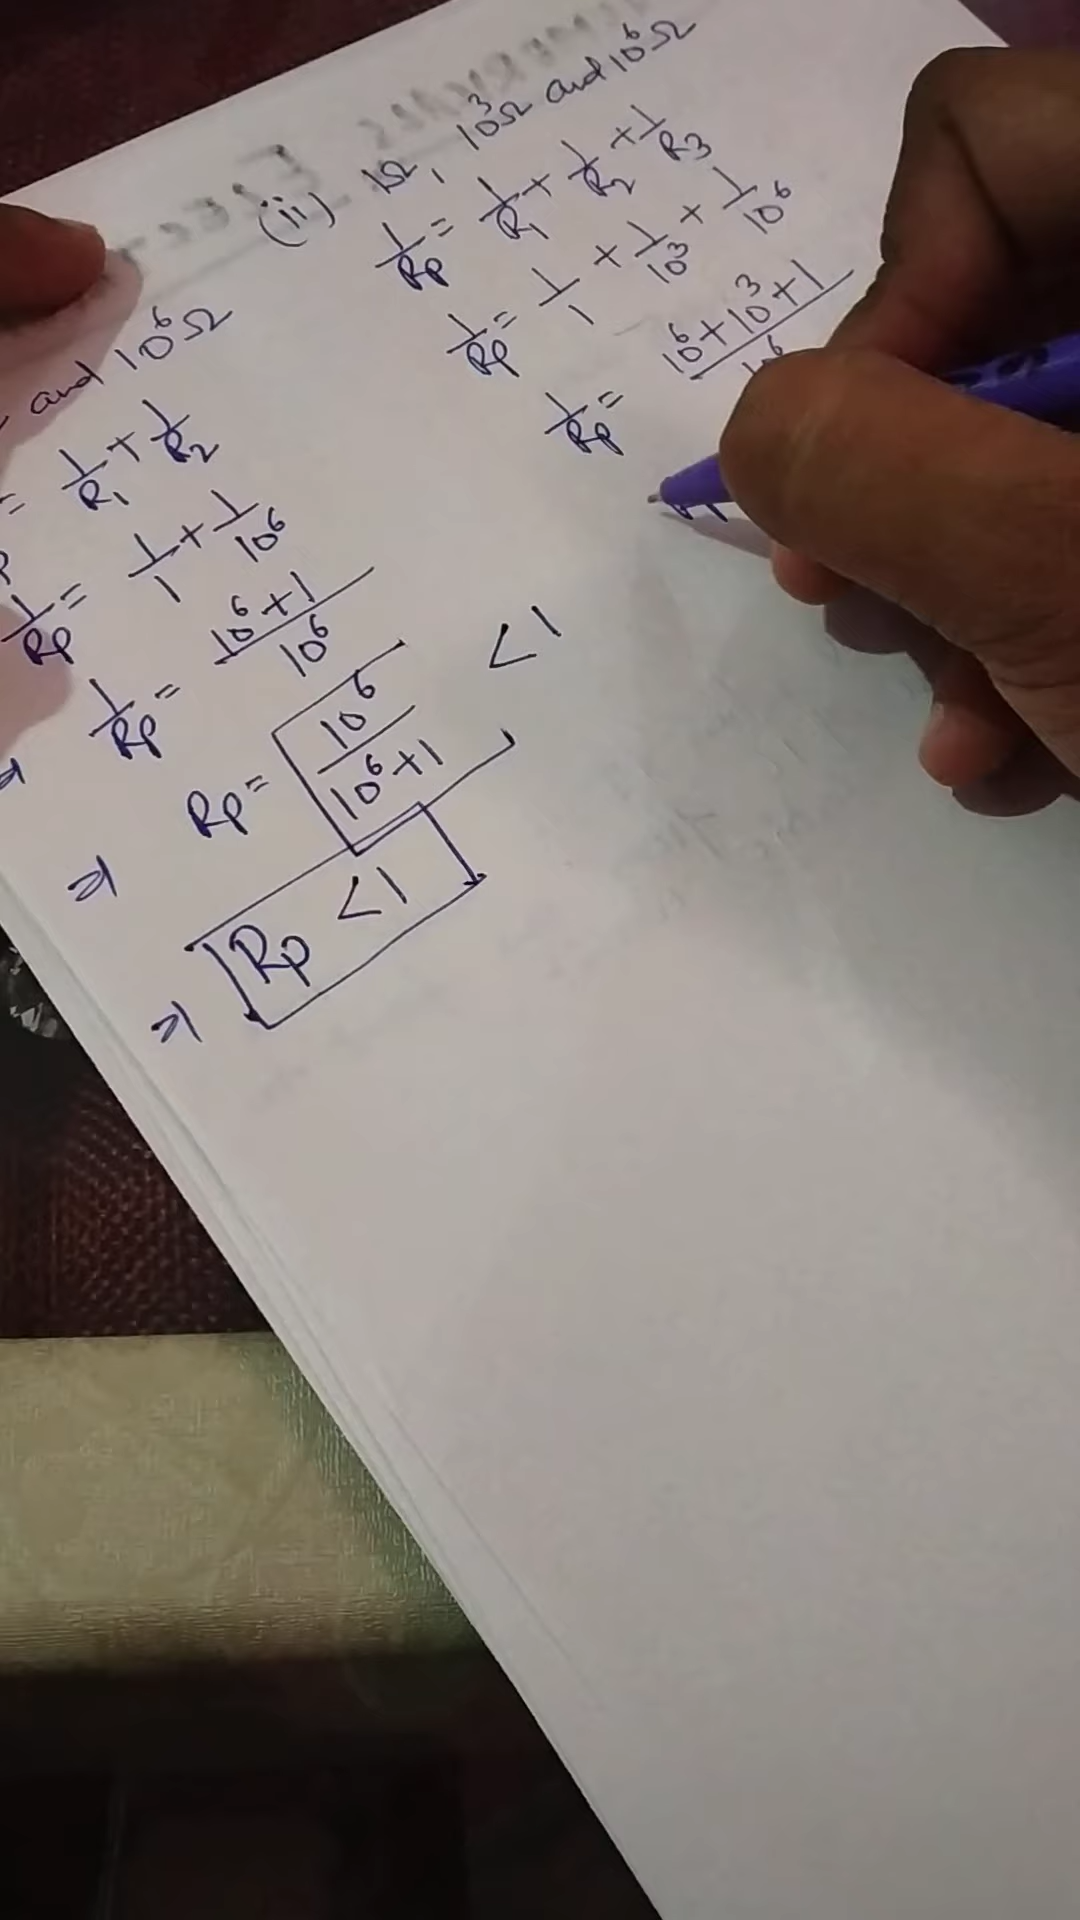 and 10⁶Ω
= 1/R₁ + 1/R₂
1/Rp = 1/1 + 1/10⁶
1/Rp = 10⁶+1/10⁶
⇒ Rp = 10⁶/10⁶+1 < 1
⇒ Rp < 1
(ii) 1Ω, 10³Ω and 10⁶Ω
1/Rp = 1/R₁ + 1/R₂ + 1/R3
1/Rp = 1/1 + 1/10³ + 1/10⁶
1/Rp = 10⁶+10³+1/10⁶